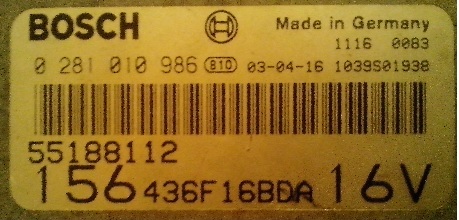 BOSCH Made in Germany
1116 0083
0 281 010 986 810 03-04-16 1039S01938
55188112
156 436F16BDA 16V